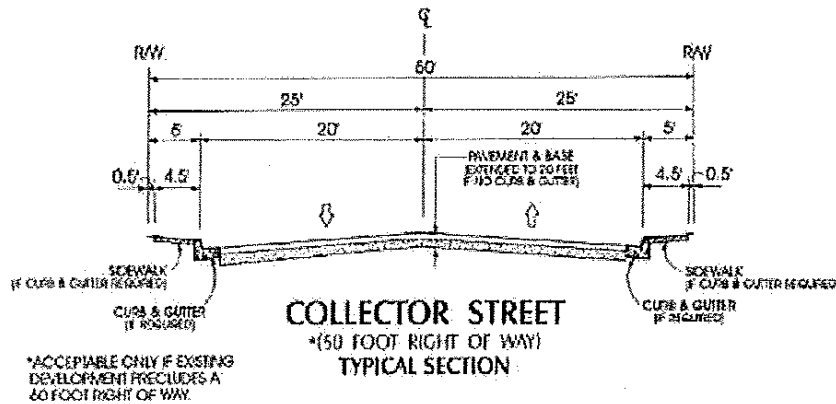 ℄
R/W
R/W
50'
25'
25'
5'
20'
20'
5'
0.5'
4.5'
PAVEMENT & BASE
(EXTENDED TO 20 FEET
IF NO CURB & GUTTER)
4.5'
0.5'
SIDEWALK
(IF CURB & GUTTER REQUIRED)
SIDEWALK
(IF CURB & GUTTER REQUIRED
CURB & GUTTER
(IF REQUIRED)
CURB & GUTTER
(IF REQUIRED)
COLLECTOR STREET
*(50 FOOT RIGHT OF WAY)
TYPICAL SECTION
*ACCEPTABLE ONLY IF EXISTING
DEVELOPMENT PRECLUDES A
60 FOOT RIGHT OF WAY.